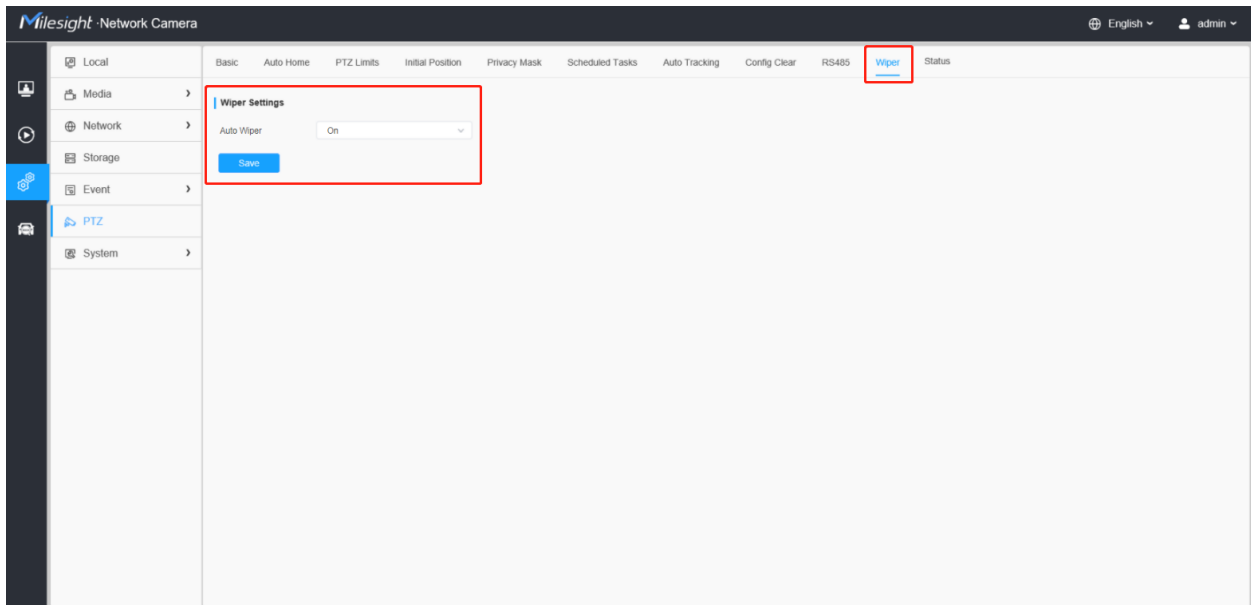 Milesight ·Network Camera
English
admin
Local
Media
Network
Storage
Event
PTZ
System
Basic Auto Home PTZ Limits Initial Position Privacy Mask Scheduled Tasks Auto Tracking Config Clear RS485 Wiper Status
Wiper Settings
Auto Wiper On
Save